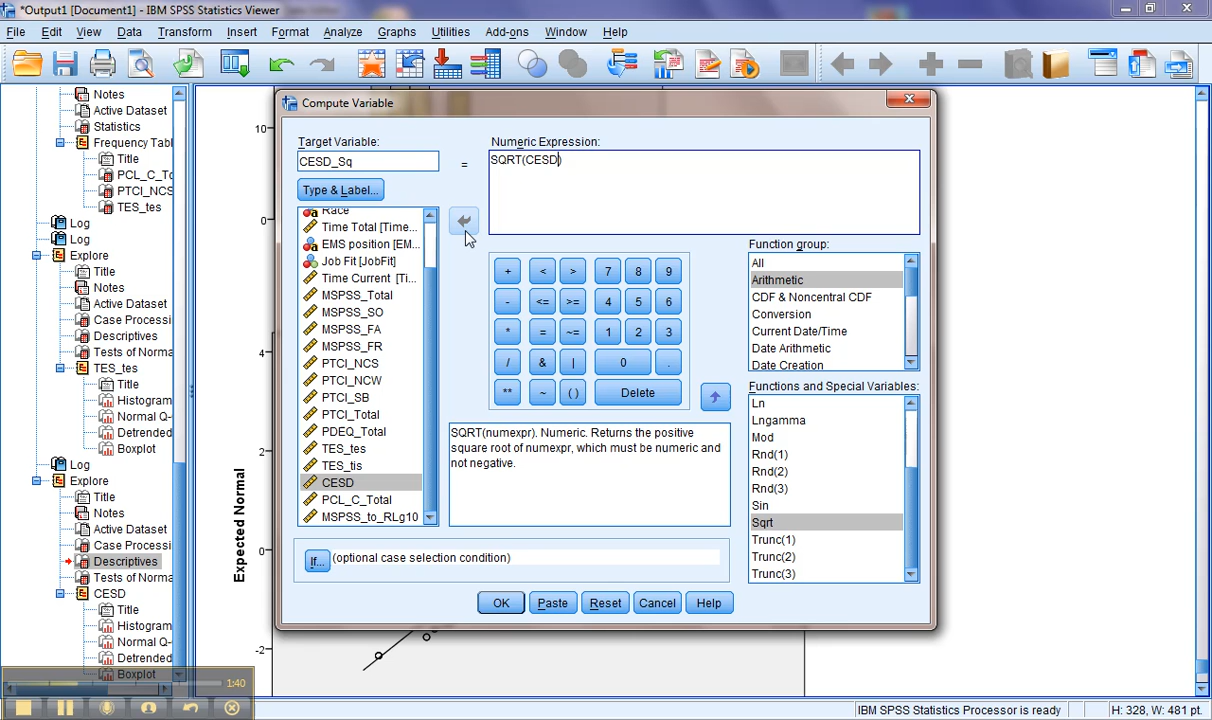 *Output1 [Document1] - IBM SPSS Statistics Viewer
File Edit View Data Transform Insert Format Analyze Graphs Utilities Add-ons Window Help
Notes
Active Dataset
Statistics
Frequency Tab
Title
PCL_C_To
PTCI_NCS
TES_tes
Log
Log
Explore
Title
Notes
Active Dataset
Case Processi
Descriptives
Tests of Norma
TES_tes
Title
Histogram
Normal Q-
Detrended
Boxplot
Log
Explore
Title
Notes
Active Dataset
Case Processi
Descriptives
Tests of Norma
CESD
Title
Histogram
Normal Q-
Detrended
Boxplot
1:40
10
0
4
2
0
-2
Expected Normal
Compute Variable
Target Variable:
CESD_Sq
=
Numeric Expression:
SQRT(CESD)
Type & Label...
Race
Time Total [Time...
EMS position [EM...
Job Fit [JobFit]
Time Current [Ti...
MSPSS_Total
MSPSS_SO
MSPSS_FA
MSPSS_FR
PTCI_NCS
PTCI_NCW
PTCI_SB
PTCI_Total
PDEQ_Total
TES_tes
TES_tis
CESD
PCL_C_Total
MSPSS_to_RLg10
+ < > 7 8 9
- <= >= 4 5 6
* = ~= 1 2 3
/ & | 0 .
** ~ ( ) Delete
SQRT(numexpr). Numeric. Returns the positive
square root of numexpr, which must be numeric and
not negative.
Function group:
All
Arithmetic
CDF & Noncentral CDF
Conversion
Current Date/Time
Date Arithmetic
Date Creation
Functions and Special Variables:
Ln
Lngamma
Mod
Rnd(1)
Rnd(2)
Rnd(3)
Sin
Sqrt
Trunc(1)
Trunc(2)
Trunc(3)
If... (optional case selection condition)
OK Paste Reset Cancel Help
IBM SPSS Statistics Processor is ready H: 328, W: 481 pt.